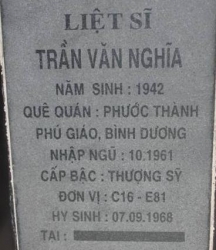 LIỆT SĨ
TRẦN VĂN NGHĨA
NĂM SINH : 1942
QUÊ QUÁN : PHƯỚC THÀNH
PHÚ GIÁO, BÌNH DƯƠNG
NHẬP NGŨ : 10.1961
CẤP BẬC : THƯỢNG SỸ
ĐƠN VỊ : C16 - E81
HY SINH : 07.09.1968
TẠI :